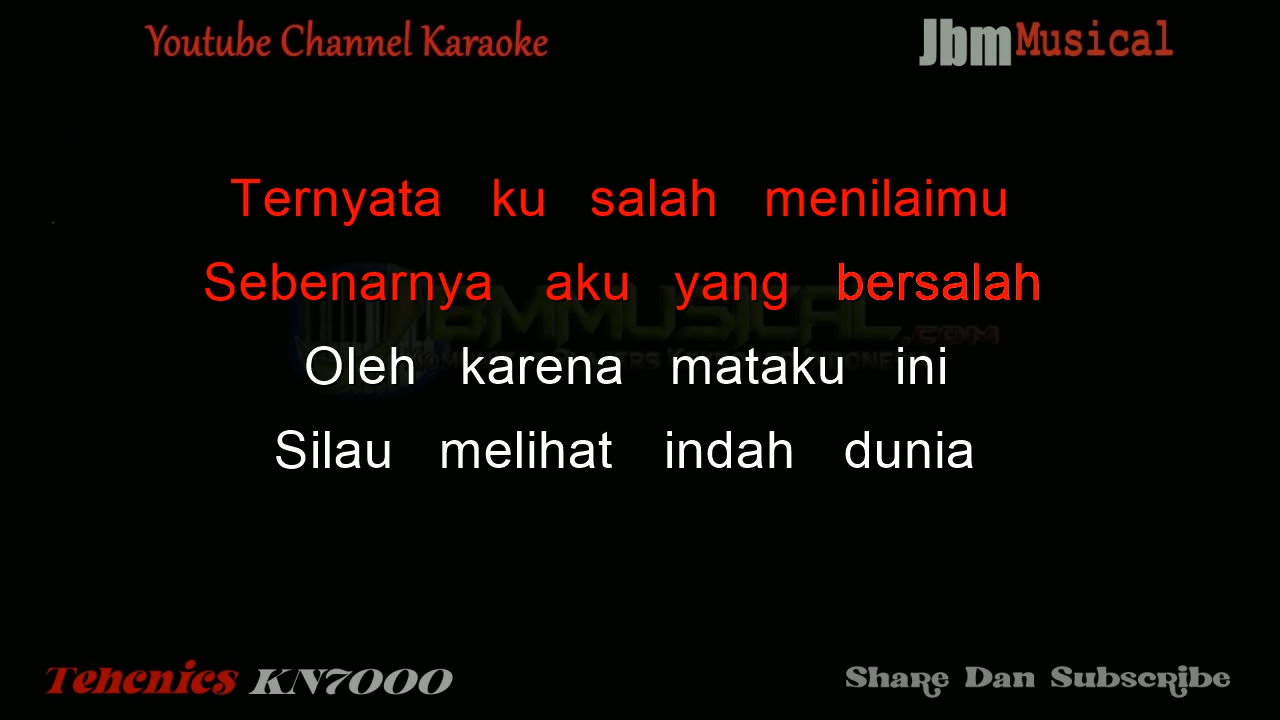 Youtube Channel Karaoke
JbmMusical
Ternyata ku salah menilaimu
Sebenarnya aku yang bersalah
Oleh karena mataku ini
Silau melihat indah dunia
Tehcnics KN7000
Share Dan Subscribe